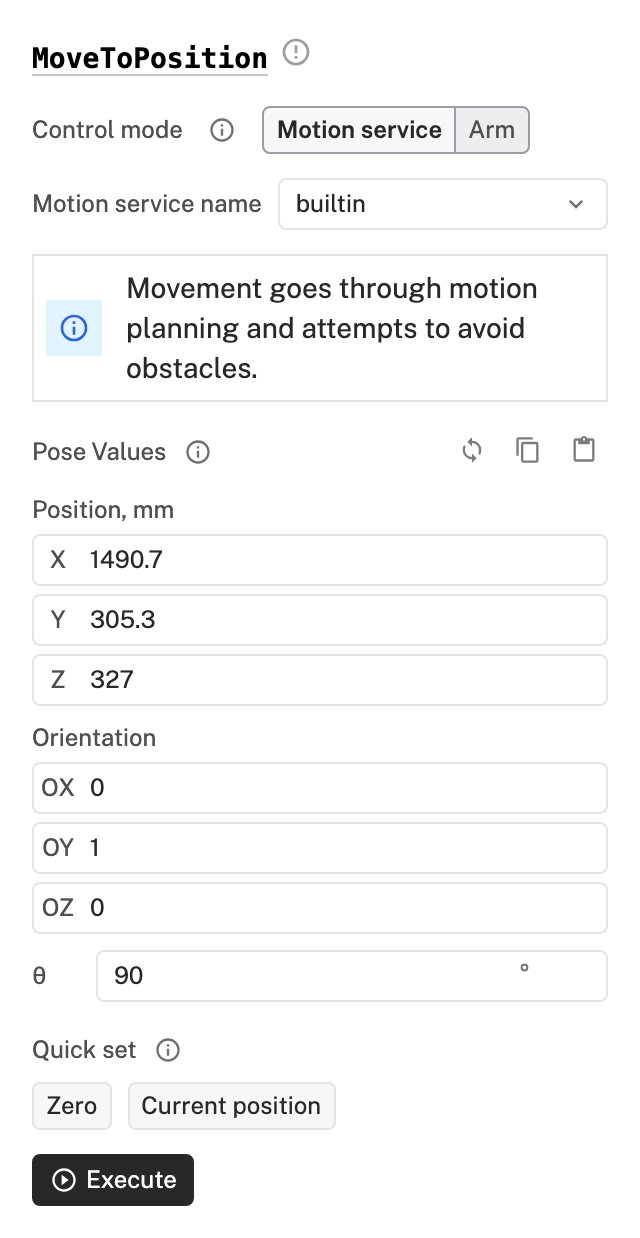 MoveToPosition
Control mode Motion service Arm
Motion service name builtin
Movement goes through motion
planning and attempts to avoid
obstacles.
Pose Values
Position, mm
X 1490.7
Y 305.3
Z 327
Orientation
OX 0
OY 1
OZ 0
θ 90 °
Quick set
Zero Current position
Execute